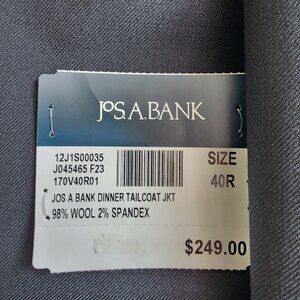 JOS.A.BANK
12J1S00035
J045465 F23
170V40R01
SIZE
40R
JOS A BANK DINNER TAILCOAT JKT
98% WOOL 2% SPANDEX
$249.00